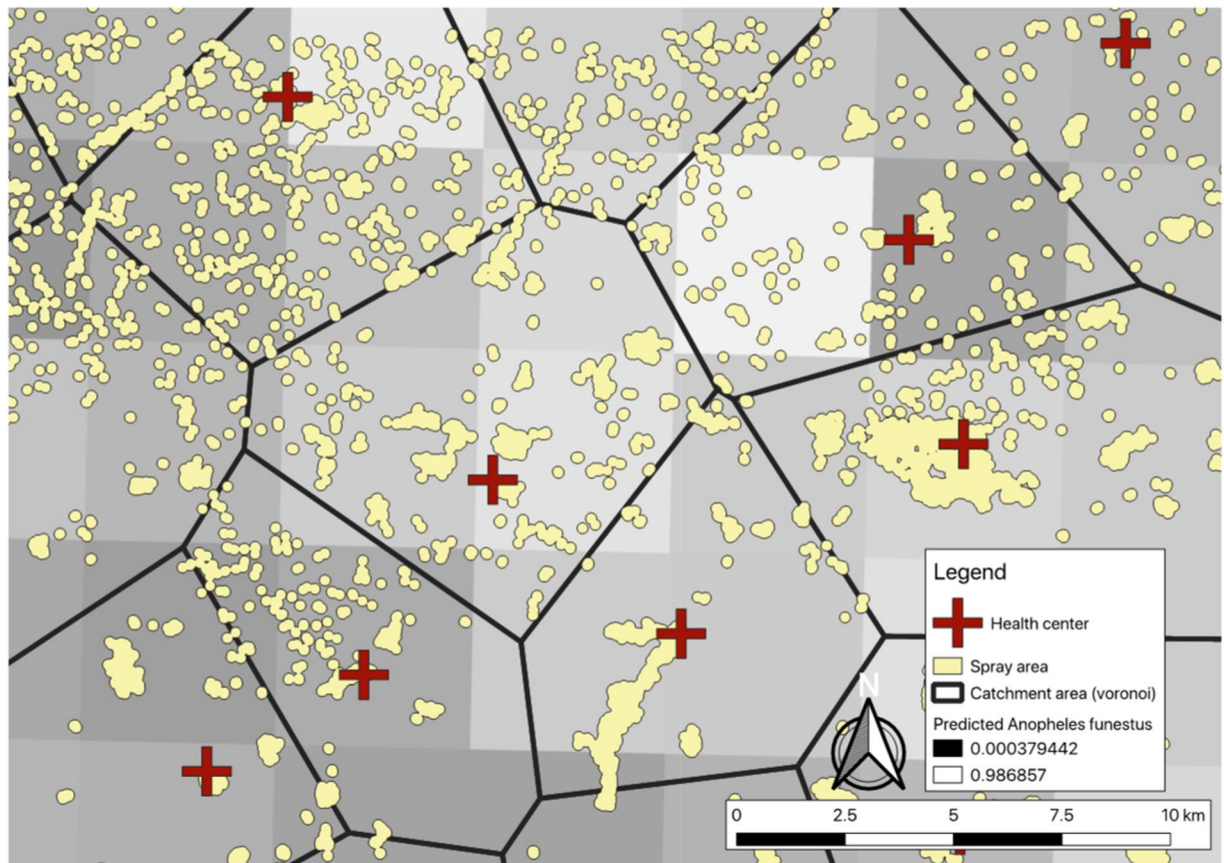 Legend
Health center
Spray area
Catchment area (voronoi)
Predicted Anopheles funestus
0.000379442
0.986857
N
0 2.5 5 7.5 10 km